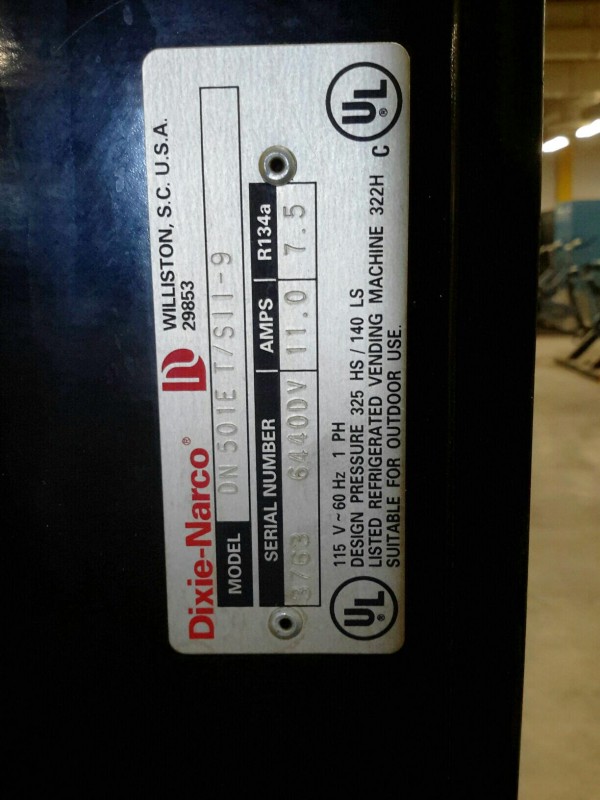 Dixie-Narco® WILLISTON, S.C. U.S.A.
29853
MODEL DN 501E T/SII-9
SERIAL NUMBER AMPS R134a
3763 6440DV 11.0 7.5
115 V ~ 60 Hz 1 PH
DESIGN PRESSURE 325 HS / 140 LS
LISTED REFRIGERATED VENDING MACHINE 322H
SUITABLE FOR OUTDOOR USE.
UL
C UL ®